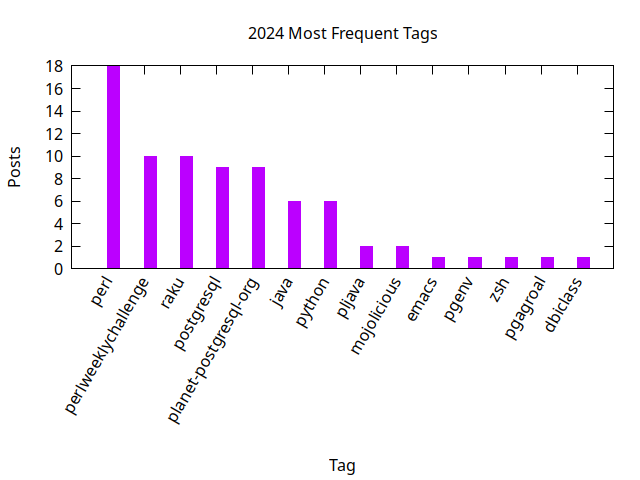 2024 Most Frequent Tags
18
16
14
12
10
8
6
4
2
0
Posts
perl
perlweeklychallenge
raku
postgresql
planet-postgresql-org
java
python
pljava
mojolicious
emacs
pgenv
zsh
pgagroal
dbiclass
Tag